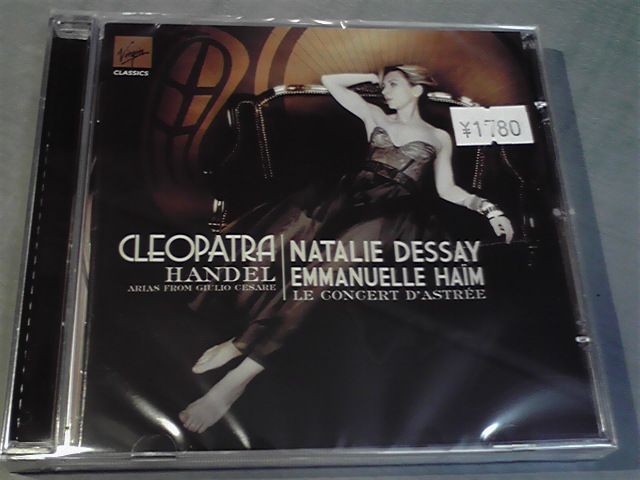 Virgin
CLASSICS
¥1780
CLEOPATRA
HANDEL
ARIAS FROM GIULIO CESARE
NATALIE DESSAY
EMMANUELLE HAÏM
LE CONCERT D'ASTRÉE